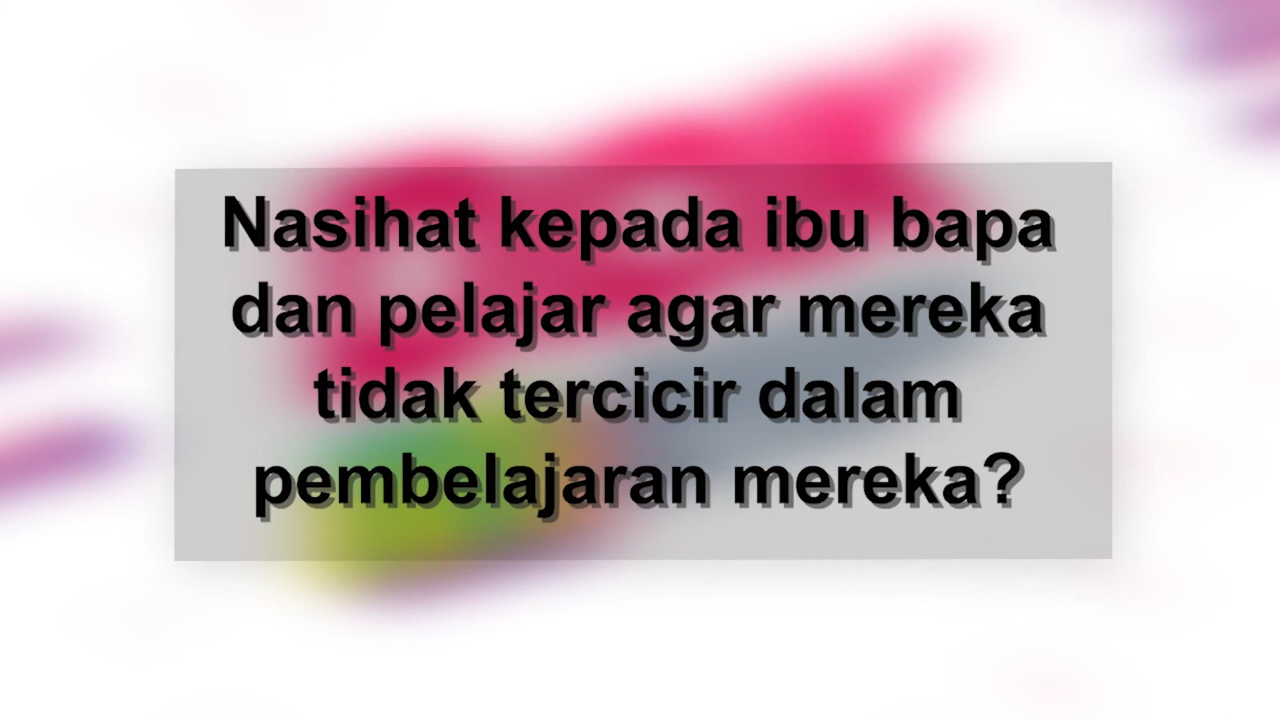 Nasihat kepada ibu bapa
dan pelajar agar mereka
tidak tercicir dalam
pembelajaran mereka?